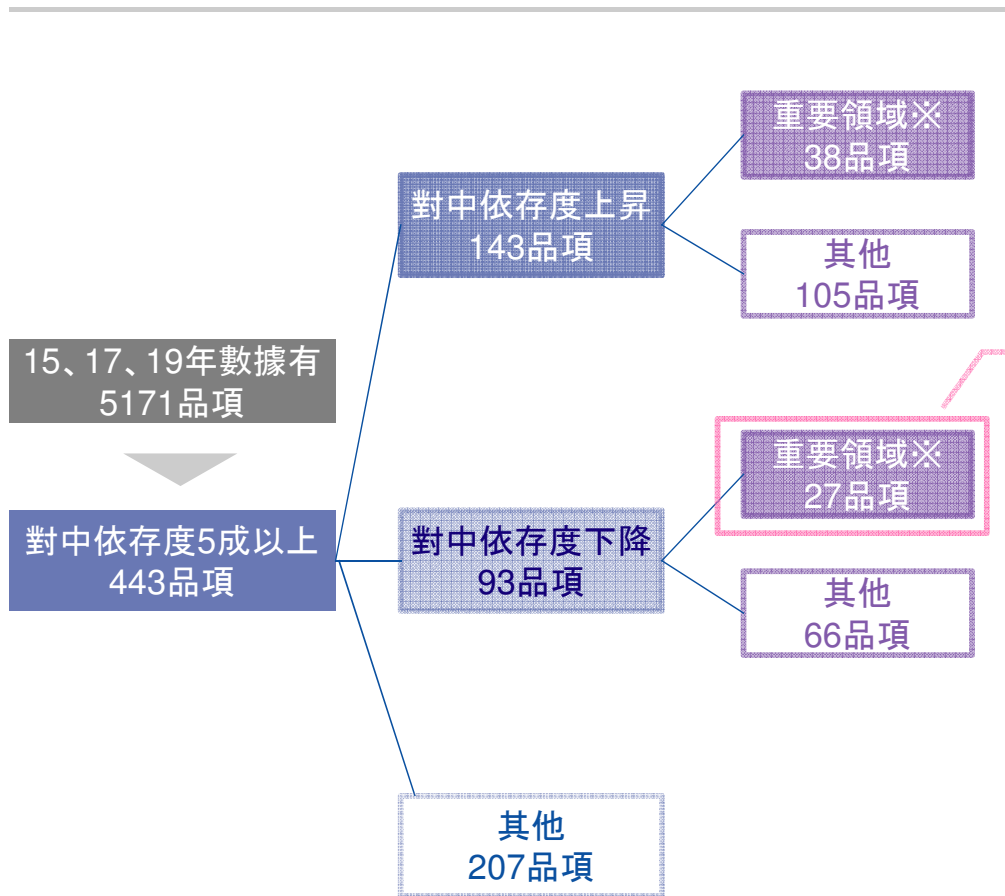 15、17、19年數據有
5171品項
對中依存度5成以上
443品項
對中依存度上昇
143品項
重要領域※
38品項
其他
105品項
對中依存度下降
93品項
重要領域※
27品項
其他
66品項
其他
207品項